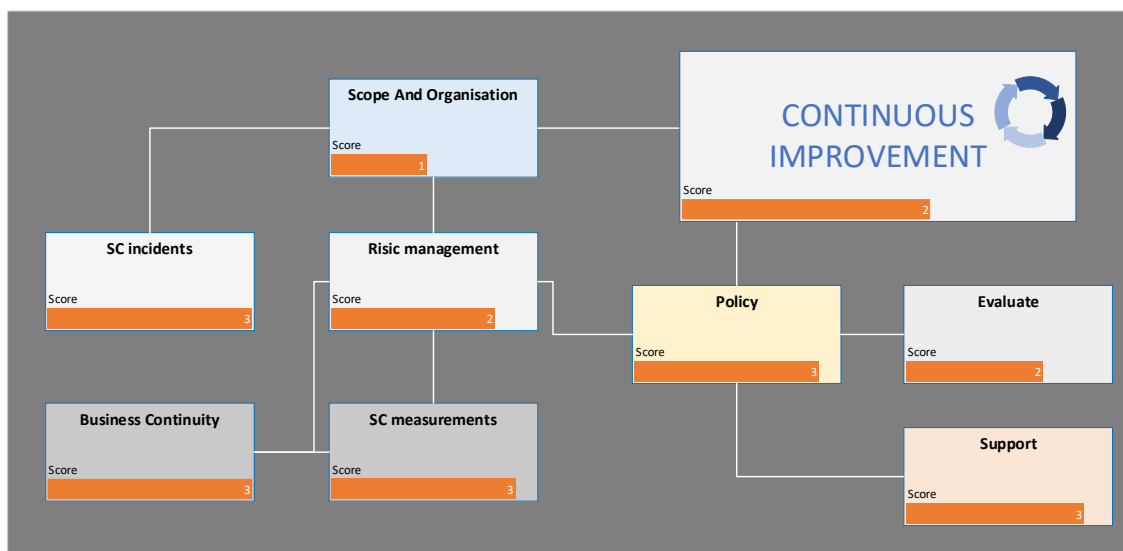 Scope And Organisation
Score
1
CONTINUOUS
IMPROVEMENT
Score
2
SC incidents
Score
3
Risic management
Score
2
Policy
Score
3
Evaluate
Score
2
Business Continuity
Score
3
SC measurements
Score
3
Support
Score
3